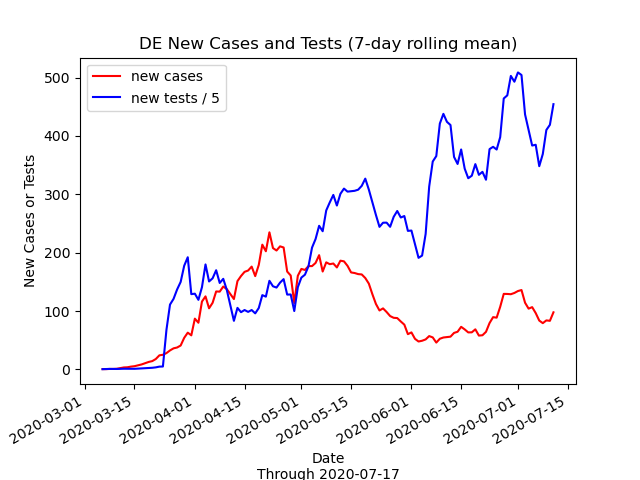 DE New Cases and Tests (7-day rolling mean)
new cases
new tests / 5
New Cases or Tests
500
400
300
200
100
0
2020-03-01
2020-03-15
2020-04-01
2020-04-15
2020-05-01
2020-05-15
2020-06-01
2020-06-15
2020-07-01
2020-07-15
Date
Through 2020-07-17